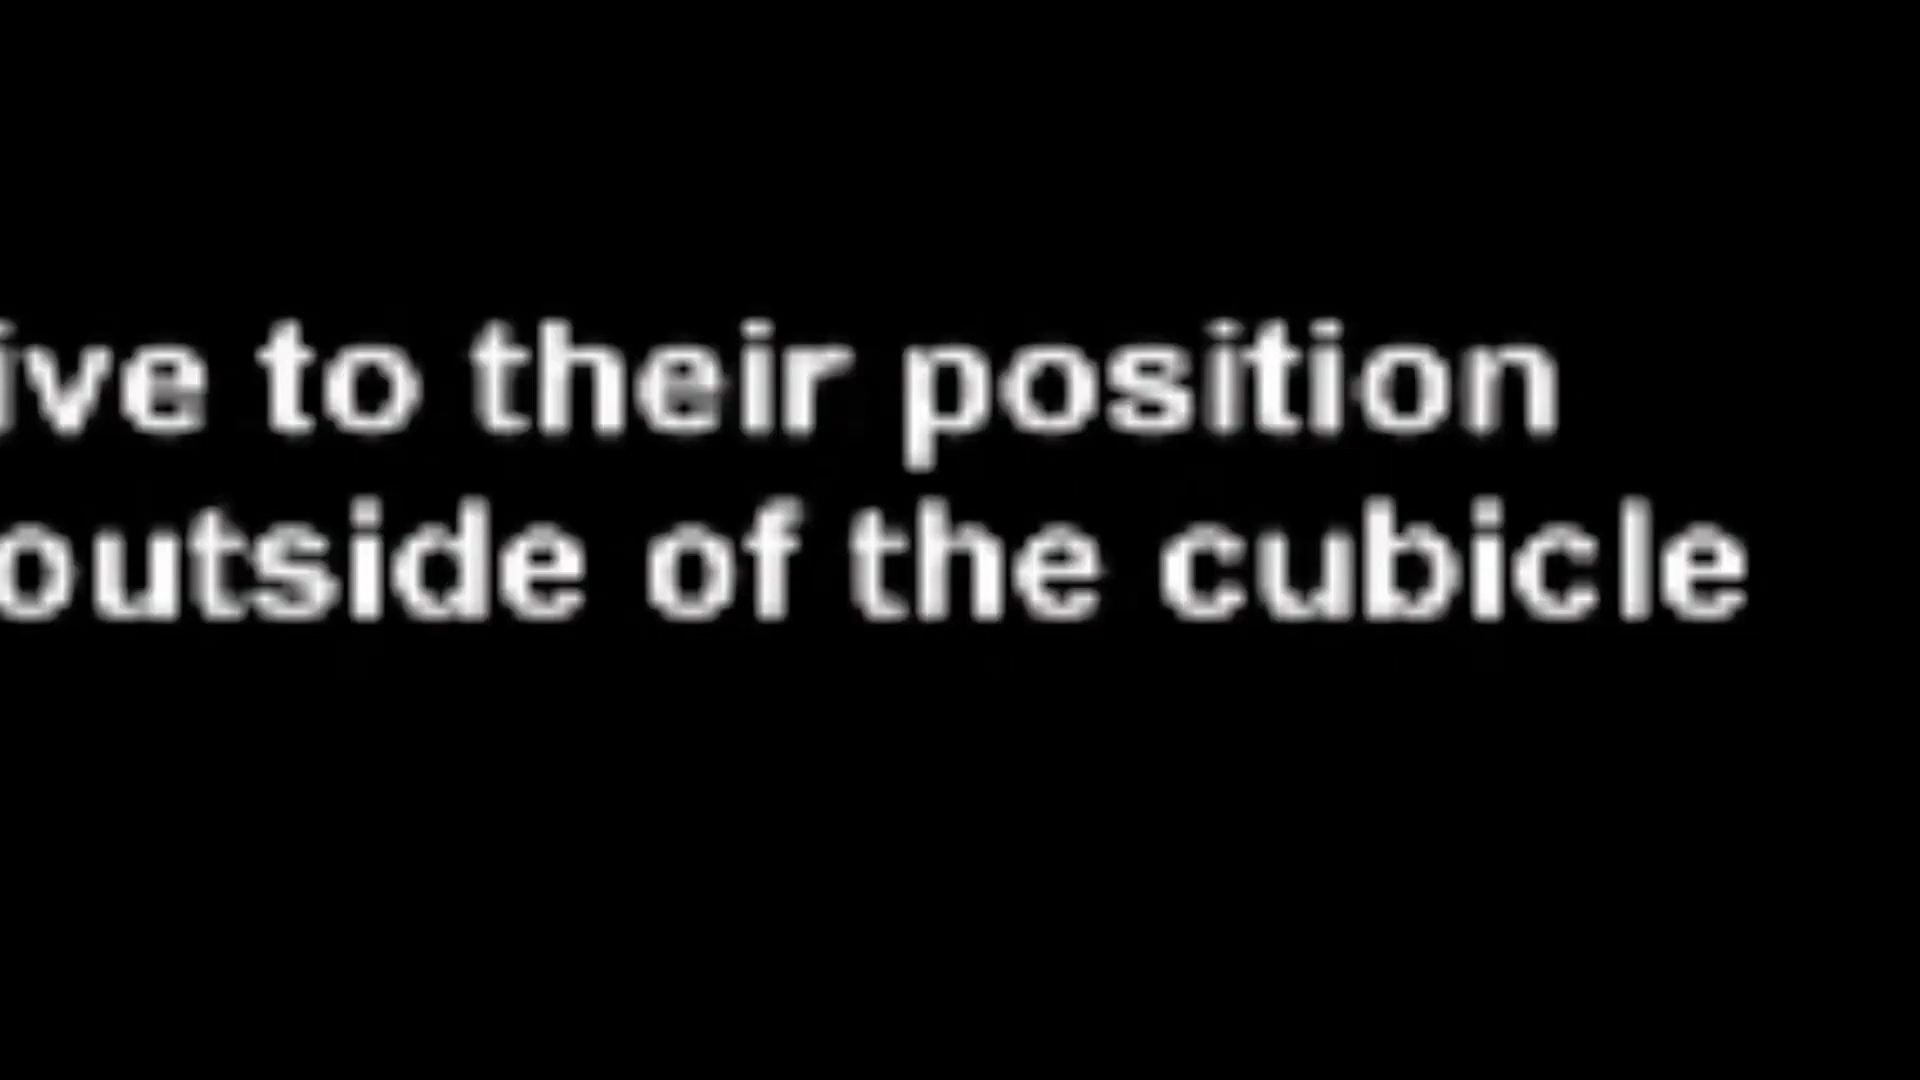 ive to their position
outside of the cubicle